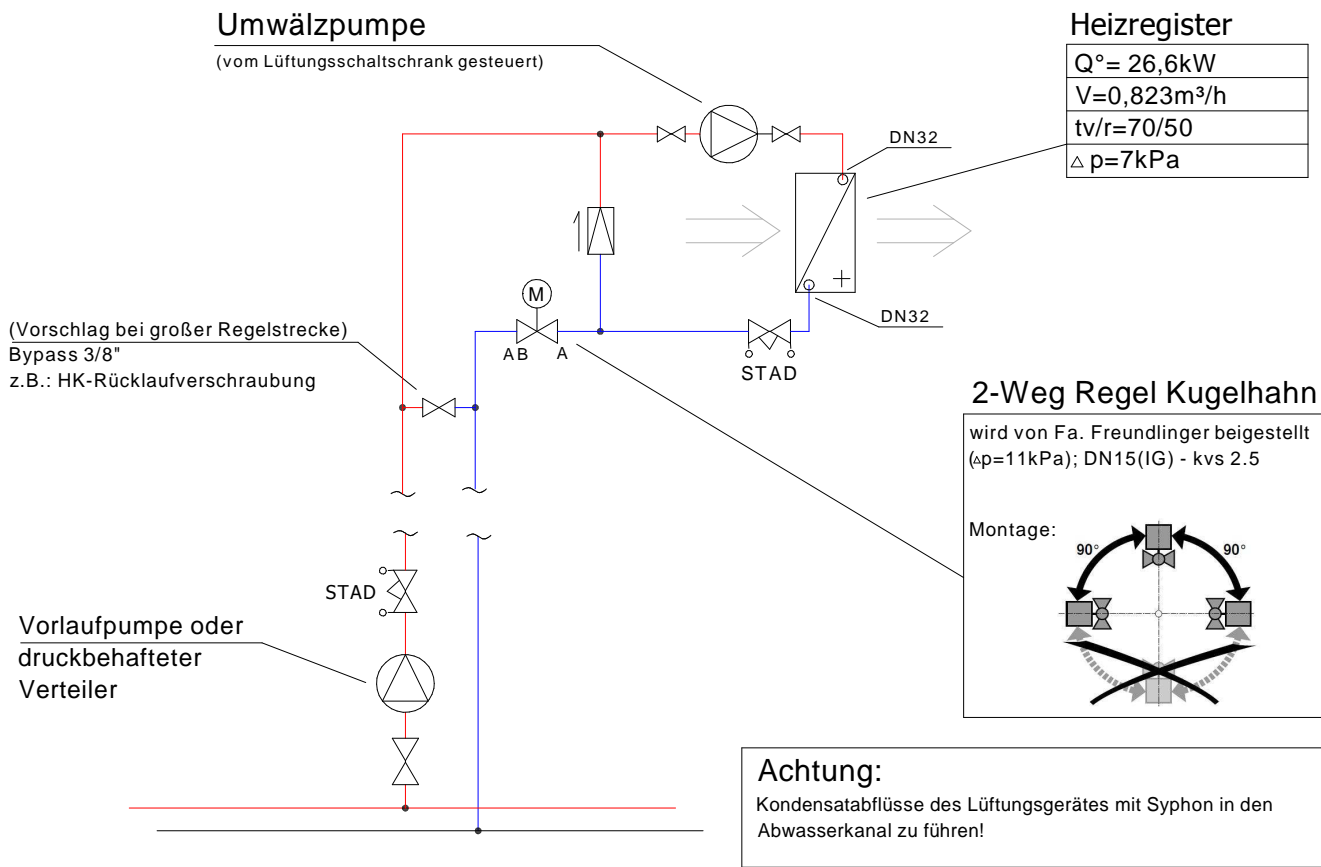 Umwälzpumpe
(vom Lüftungsschaltschrank gesteuert)
Heizregister
Q°= 26,6kW
V=0,823m³/h
tv/r=70/50
△ p=7kPa
DN32
DN32
M
AB
A
STAD
(Vorschlag bei großer Regelstrecke)
Bypass 3/8"
z.B.: HK-Rücklaufverschraubung
2-Weg Regel Kugelhahn
wird von Fa. Freundlinger beigestellt
(△p=11kPa); DN15(IG) - kvs 2.5
Montage:
90°
90°
STAD
Vorlaufpumpe oder
druckbehafteter
Verteiler
Achtung:
Kondensatabflüsse des Lüftungsgerätes mit Syphon in den
Abwasserkanal zu führen!